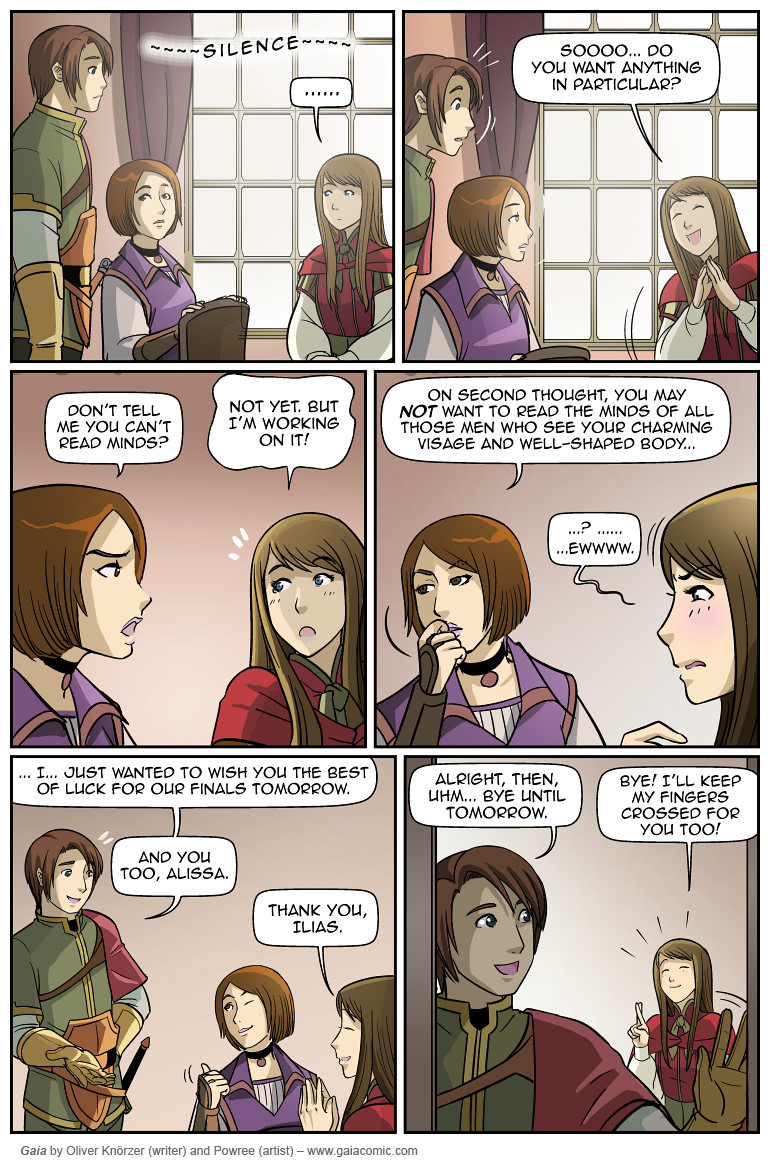 ~~~~SILENCE~~~~
......
SOOOO... DO
YOU WANT ANYTHING
IN PARTICULAR?
DON'T TELL
ME YOU CAN'T
READ MINDS?
NOT YET. BUT
I'M WORKING
ON IT!
ON SECOND THOUGHT, YOU MAY
NOT WANT TO READ THE MINDS OF ALL
THOSE MEN WHO SEE YOUR CHARMING
VISAGE AND WELL-SHAPED BODY...
...? ......
...EWWWW.
... I... JUST WANTED TO WISH YOU THE BEST
OF LUCK FOR OUR FINALS TOMORROW.
AND YOU
TOO, ALISSA.
THANK YOU,
ILIAS.
ALRIGHT, THEN,
UHM... BYE UNTIL
TOMORROW.
BYE! I'LL KEEP
MY FINGERS
CROSSED FOR
YOU TOO!
Gaia by Oliver Knörzer (writer) and Powree (artist) – www.gaiacomic.com